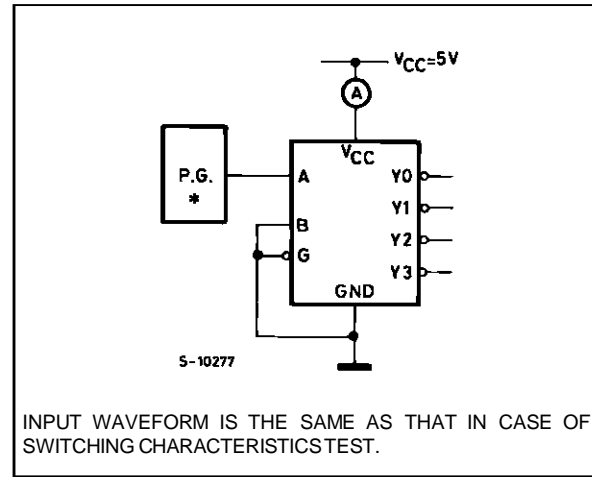 VCC=5V
A
VCC
P.G.
*
A
Y0
Y1
B
Y2
G
Y3
GND
S-10277
INPUT WAVEFORM IS THE SAME AS THAT IN CASE OF
SWITCHING CHARACTERISTICS TEST.